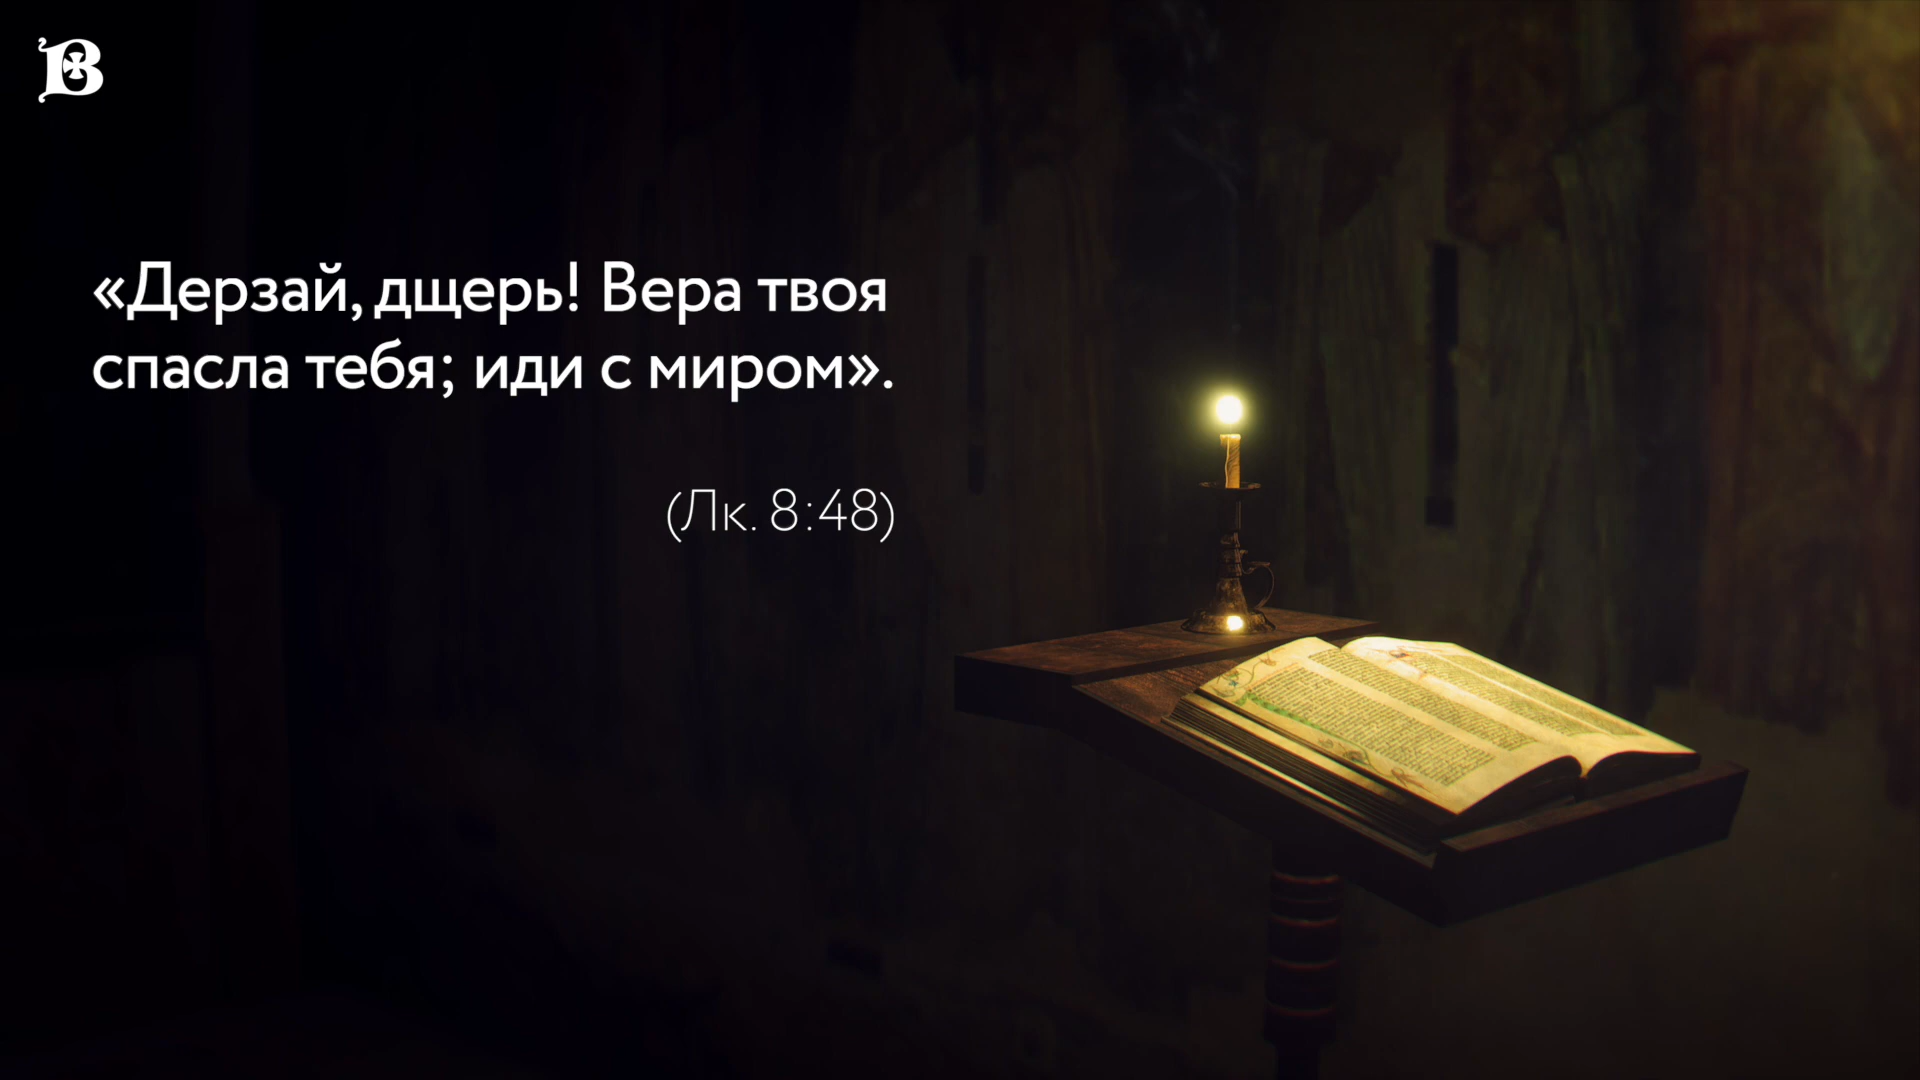 «Дерзай, дщерь! Вера твоя
спасла тебя; иди с миром».
(Лк. 8:48)